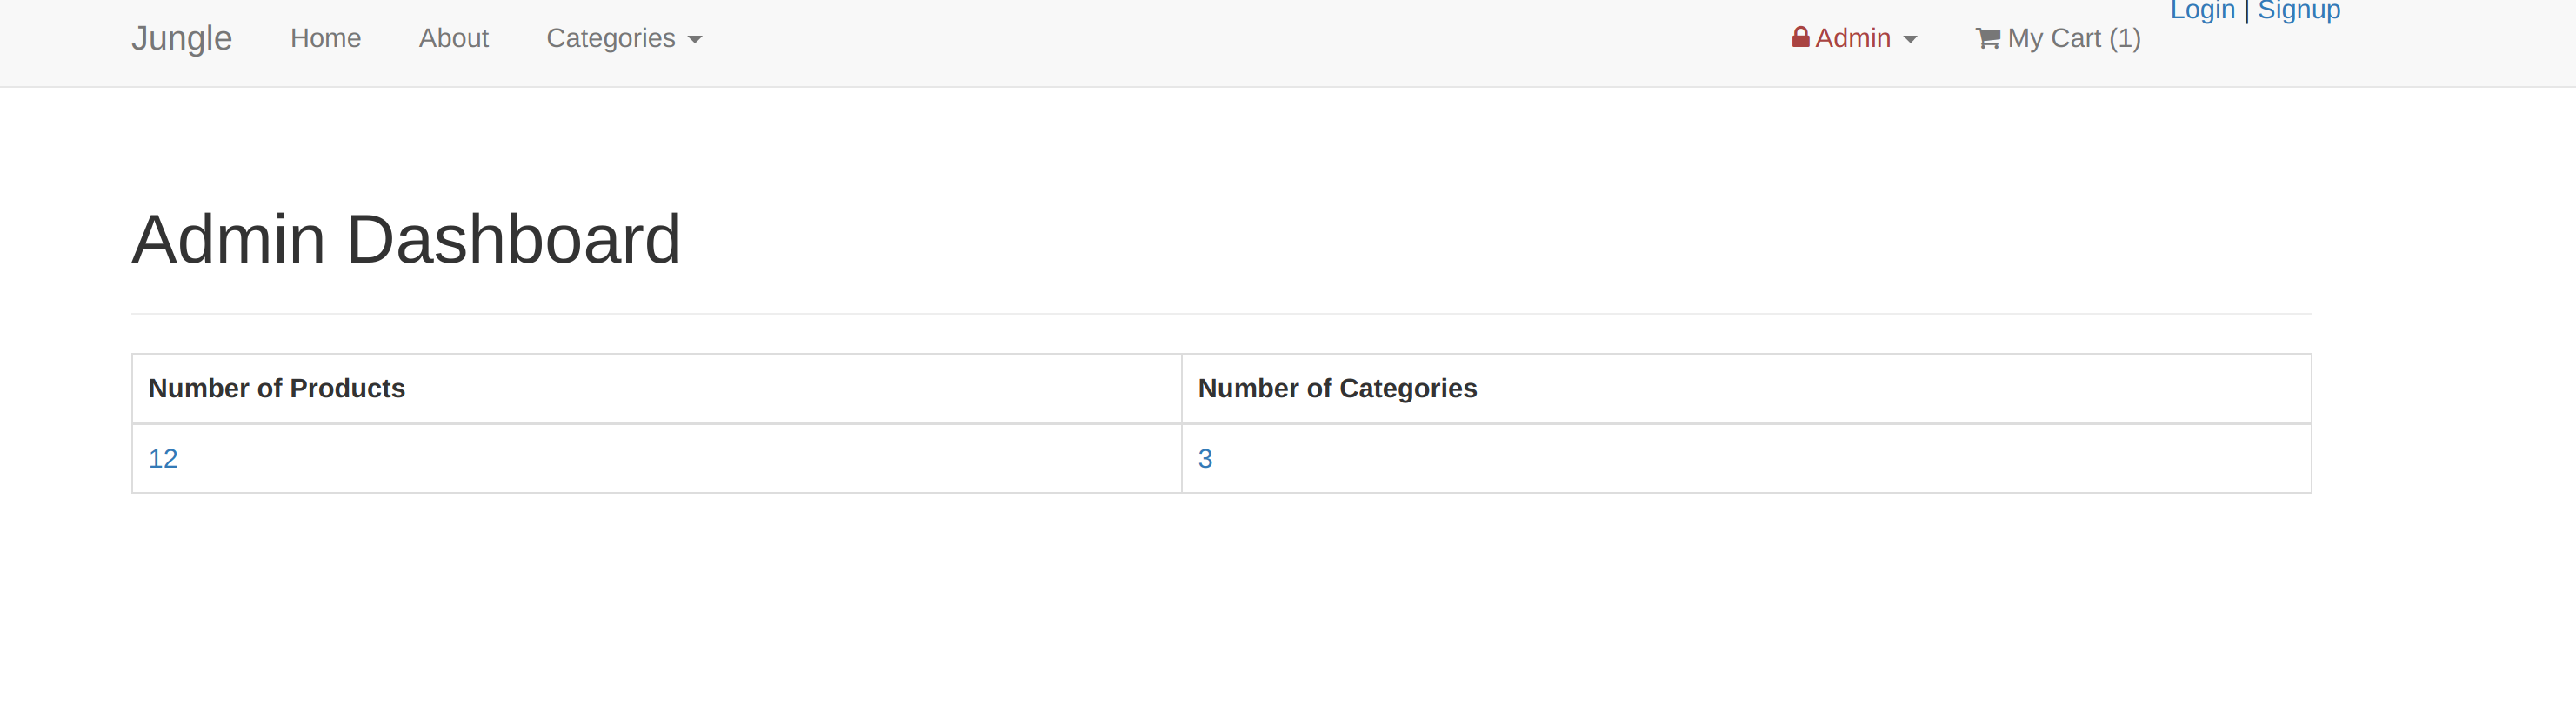 Jungle Home About Categories Admin My Cart (1) Login | Signup
Admin Dashboard
Number of Products Number of Categories
12 3